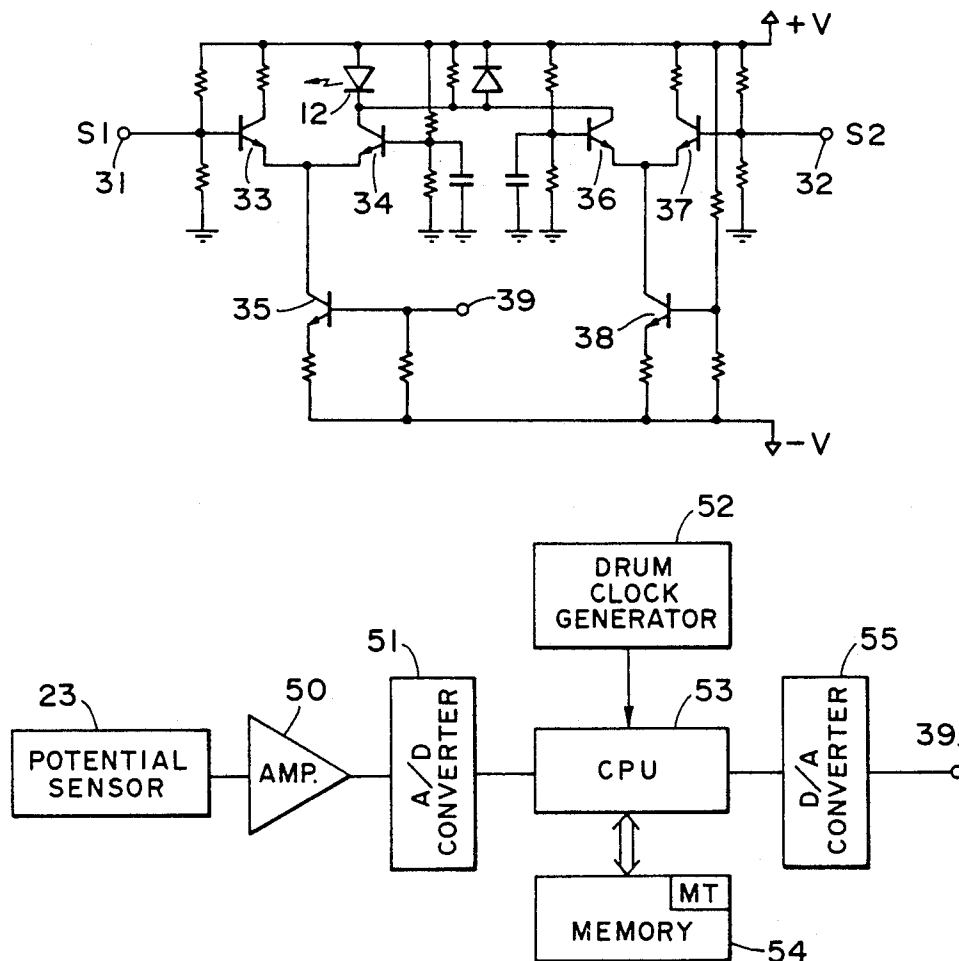 +V
S1
12
S2
31
33
34
36
37
32
35
39
38
-V
52
DRUM
CLOCK
GENERATOR
51
55
23
50
53
39
POTENTIAL
SENSOR
AMP.
A/D
CONVERTER
CPU
D/A
CONVERTER
MT
MEMORY
54